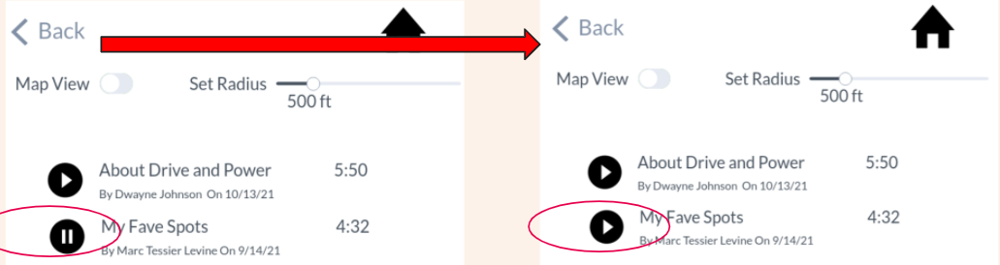 Back
Map View
Set Radius
500 ft
About Drive and Power 5:50
By Dwayne Johnson On 10/13/21
My Fave Spots 4:32
By Marc Tessier Levine On 9/14/21
Back
Map View
Set Radius
500 ft
About Drive and Power 5:50
By Dwayne Johnson On 10/13/21
My Fave Spots 4:32
By Marc Tessier Levine On 9/14/21